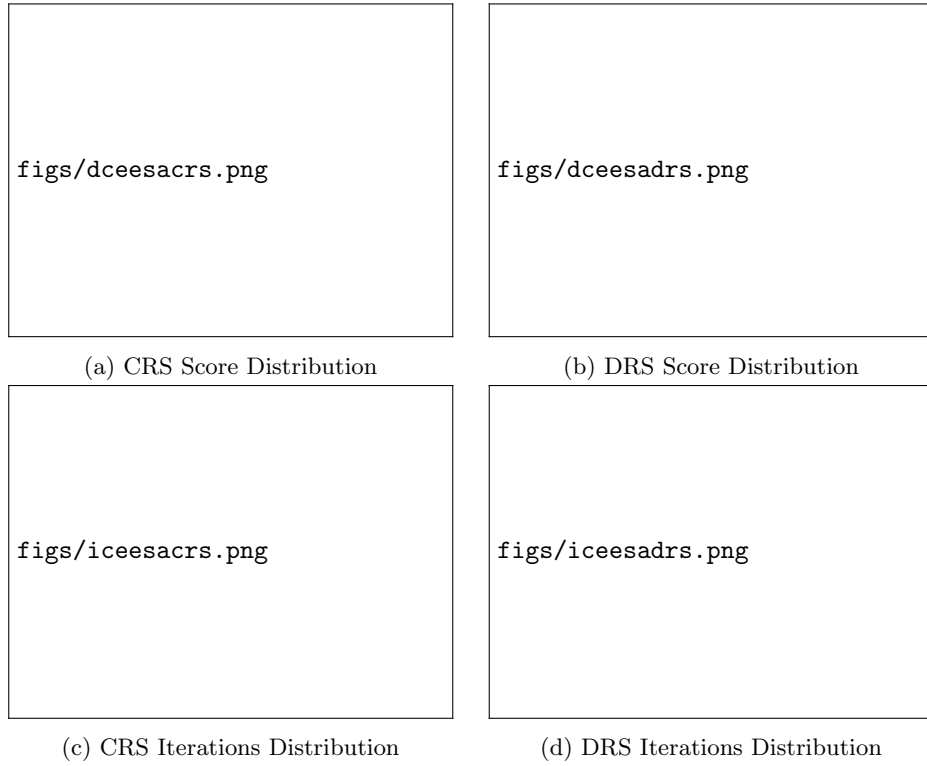 figs/dceesacrs.png
figs/dceesadrs.png
(a) CRS Score Distribution
(b) DRS Score Distribution
figs/iceesacrs.png
figs/iceesadrs.png
(c) CRS Iterations Distribution
(d) DRS Iterations Distribution